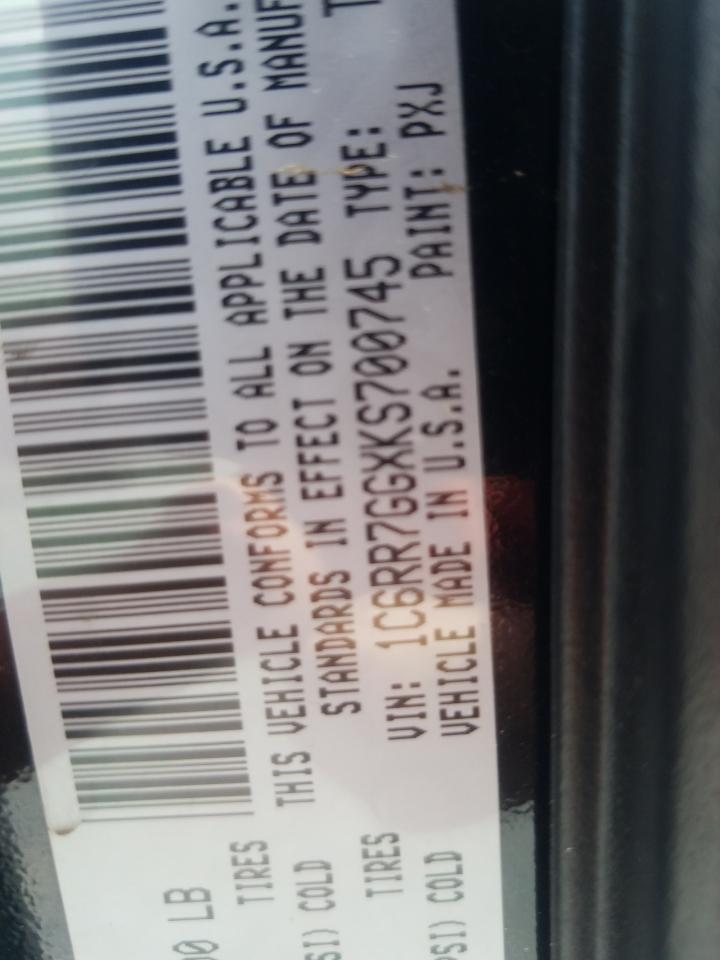 THIS VEHICLE CONFORMS TO ALL APPLICABLE U.S.A.
STANDARDS IN EFFECT ON THE DATE OF MANUF
VIN: 1C6RR7GGXKS700745 TYPE: T
VEHICLE MADE IN U.S.A. PAINT: PXJ
00 LB
TIRES
SI) COLD
TIRES
PSI) COLD